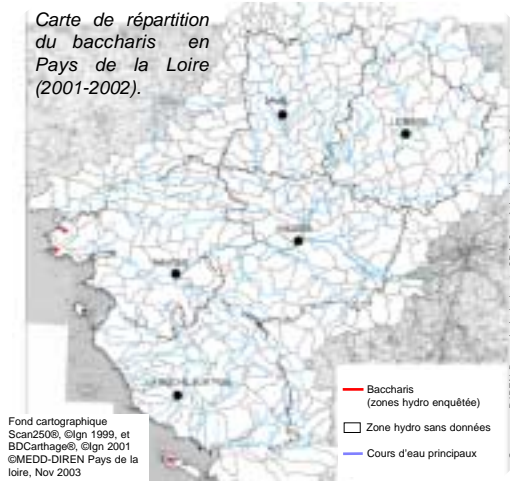 Carte de répartition
du baccharis en
Pays de la Loire
(2001-2002).
Baccharis
(zones hydro enquêtée)
Zone hydro sans données
Cours d'eau principaux
Fond cartographique
Scan250®, ©Ign 1999, et
BDCarthage®, ©Ign 2001
©MEDD-DIREN Pays de la
loire, Nov 2003